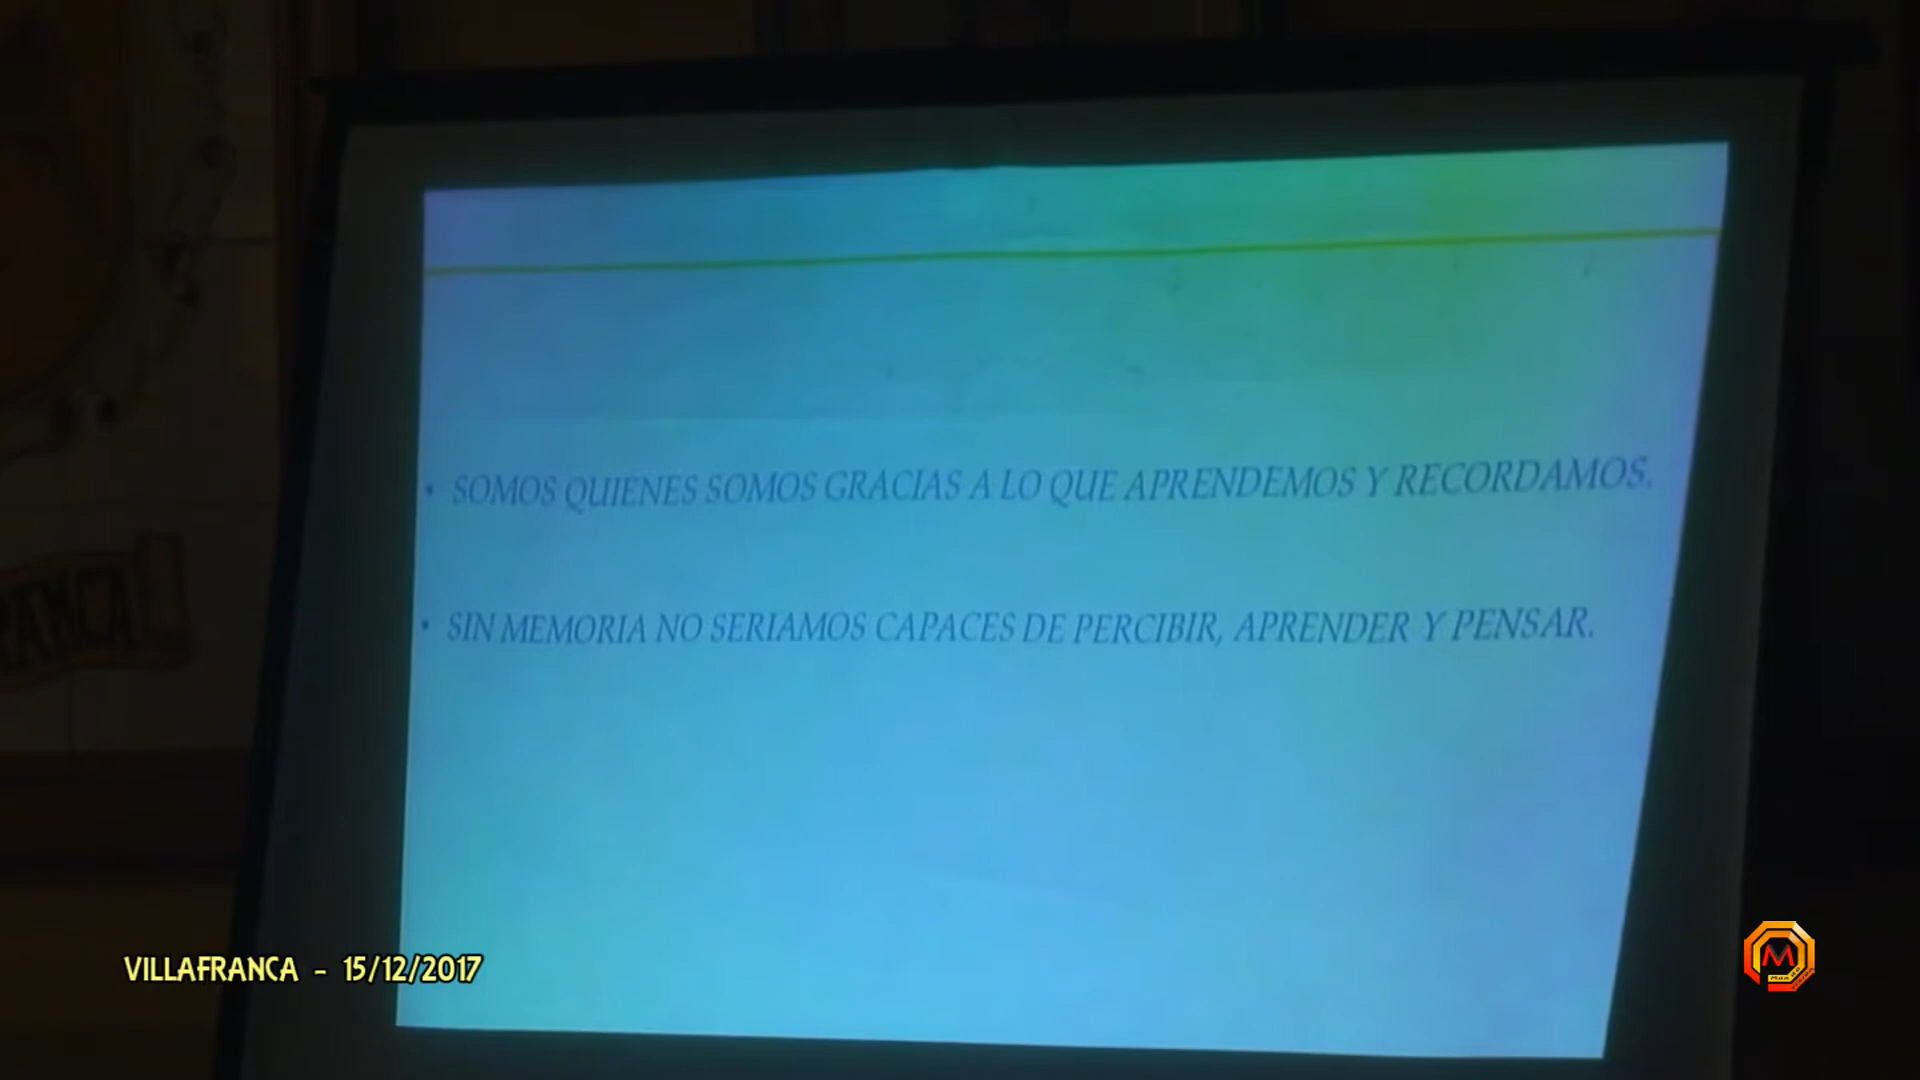 • SOMOS QUIENES SOMOS GRACIAS A LO QUE APRENDEMOS Y RECORDAMOS.
• SIN MEMORIA NO SERIAMOS CAPACES DE PERCIBIR, APRENDER Y PENSAR.
RANCA
VILLAFRANCA - 15/12/2017
M